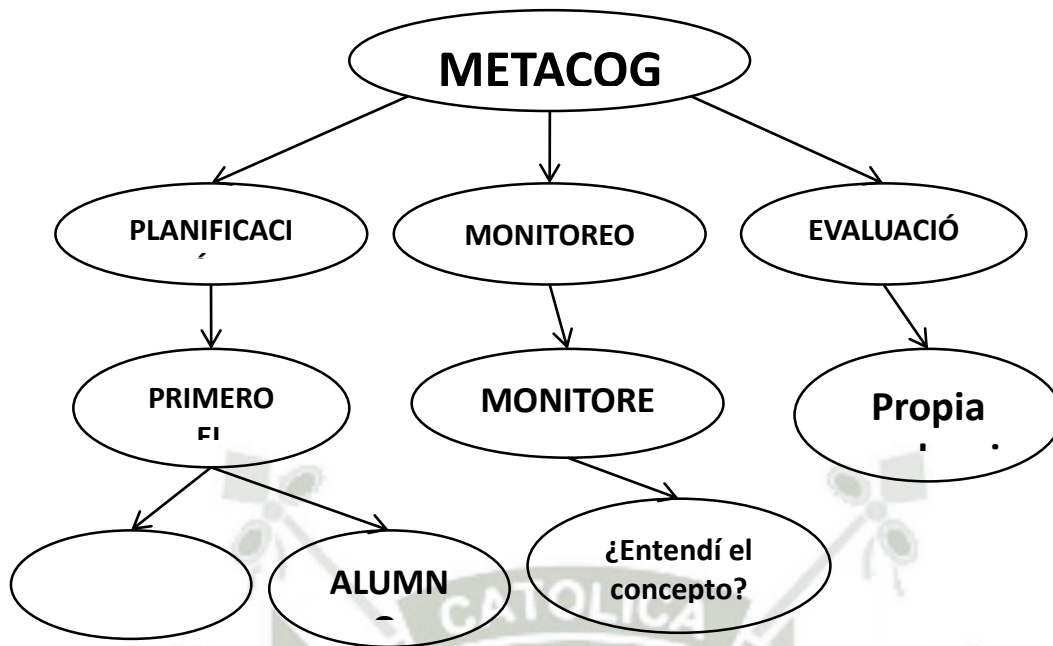 METACOG
PLANIFICACI
MONITOREO
EVALUACIÓ
PRIMERO
MONITORE
Propia
ALUMN
¿Entendí el
concepto?
CATOLICA